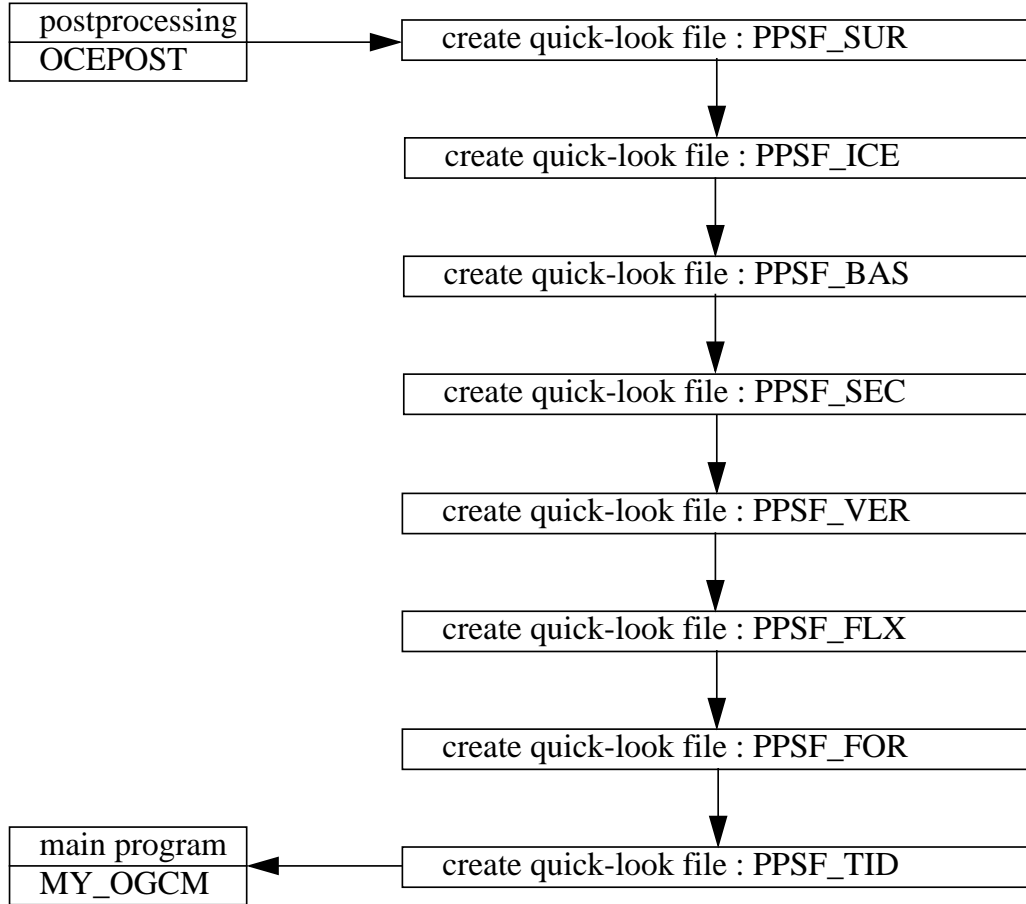 postprocessing
OCEPOST
create quick-look file : PPSF_SUR
create quick-look file : PPSF_ICE
create quick-look file : PPSF_BAS
create quick-look file : PPSF_SEC
create quick-look file : PPSF_VER
create quick-look file : PPSF_FLX
create quick-look file : PPSF_FOR
create quick-look file : PPSF_TID
main program
MY_OGCM